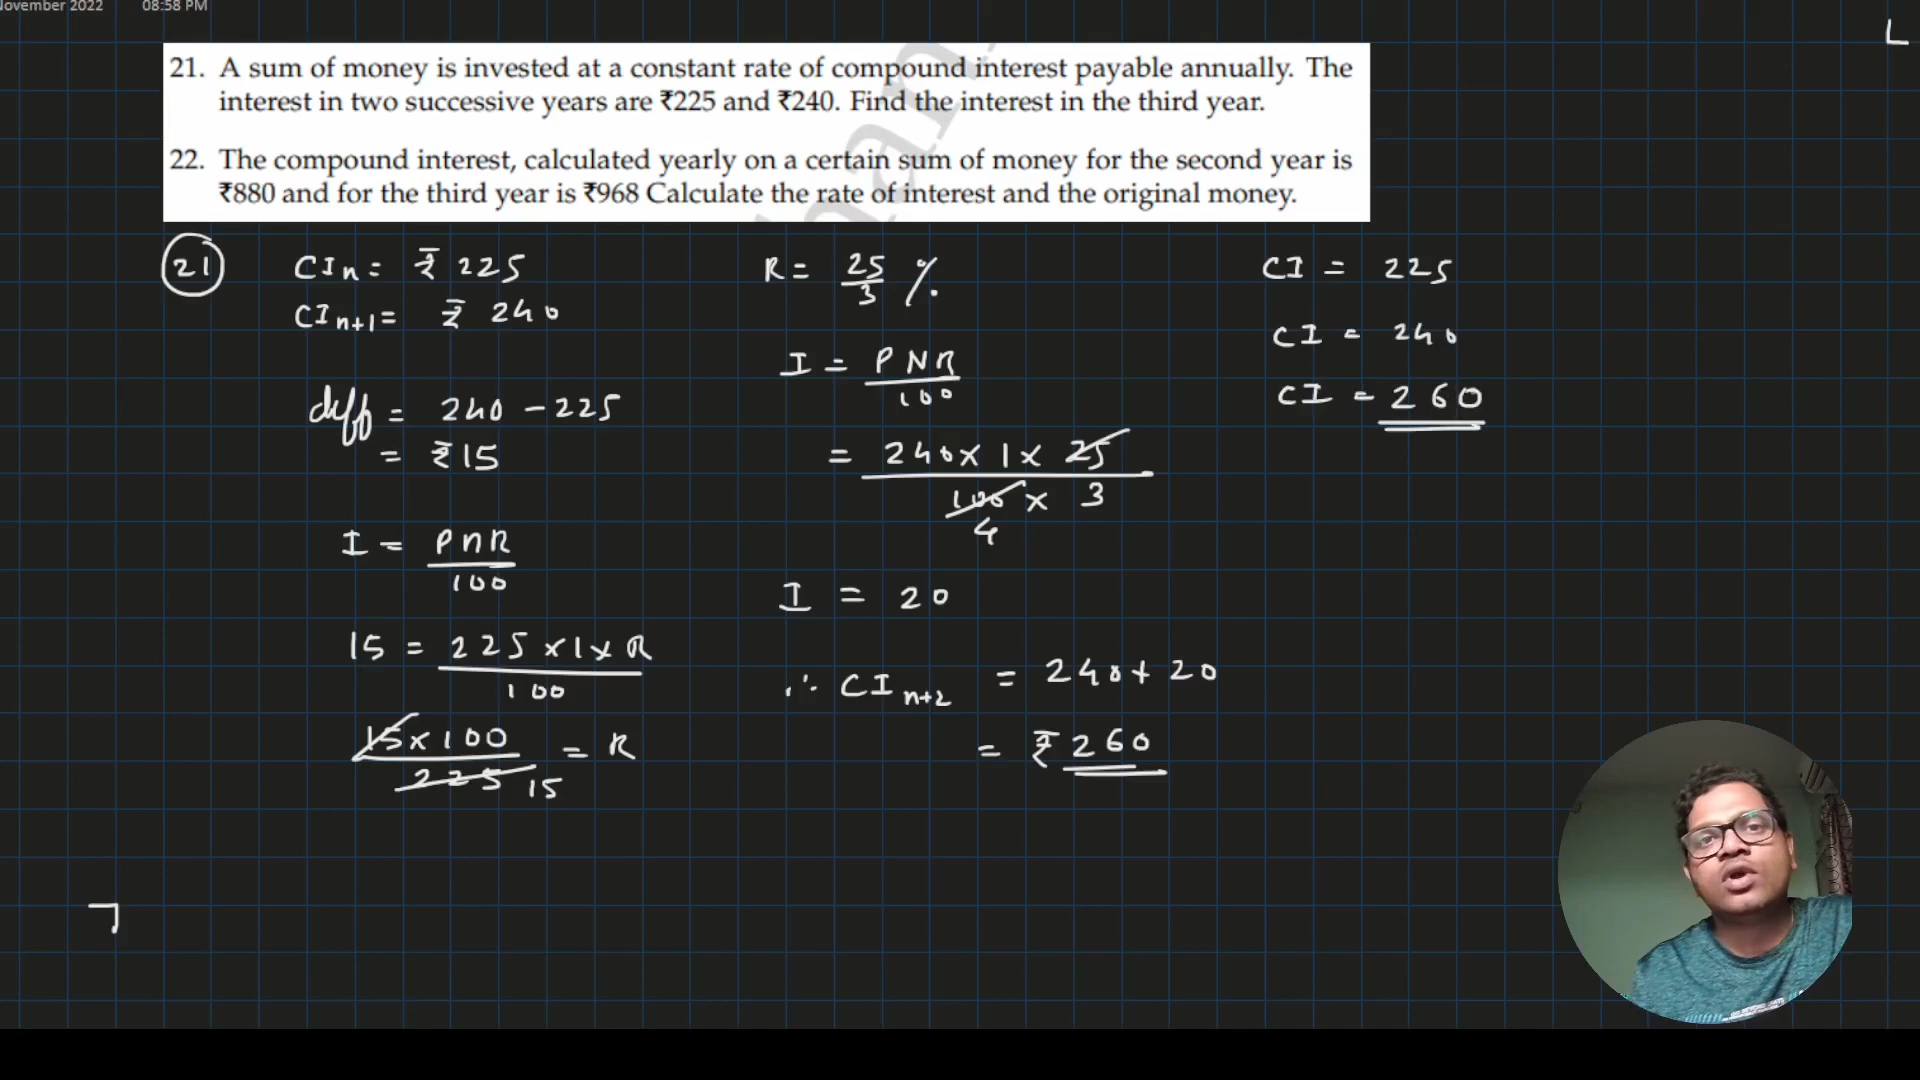 November 2022 08:58 PM
21. A sum of money is invested at a constant rate of compound interest payable annually. The
interest in two successive years are ₹225 and ₹240. Find the interest in the third year.
22. The compound interest, calculated yearly on a certain sum of money for the second year is
₹880 and for the third year is ₹968 Calculate the rate of interest and the original money.
21
CIn = ₹ 225
CIn+1 = ₹ 240
diff = 240 - 225
= ₹ 15
I = PnR
100
15 = 225 x 1 x R
100
15 x 100 = R
225 15
R = 25 %
3
I = PNR
100
= 240 x 1 x 25
100 x 3
4
I = 20
∴ CI n+2 = 240 + 20
= ₹ 260
CI = 225
CI = 240
CI = 260